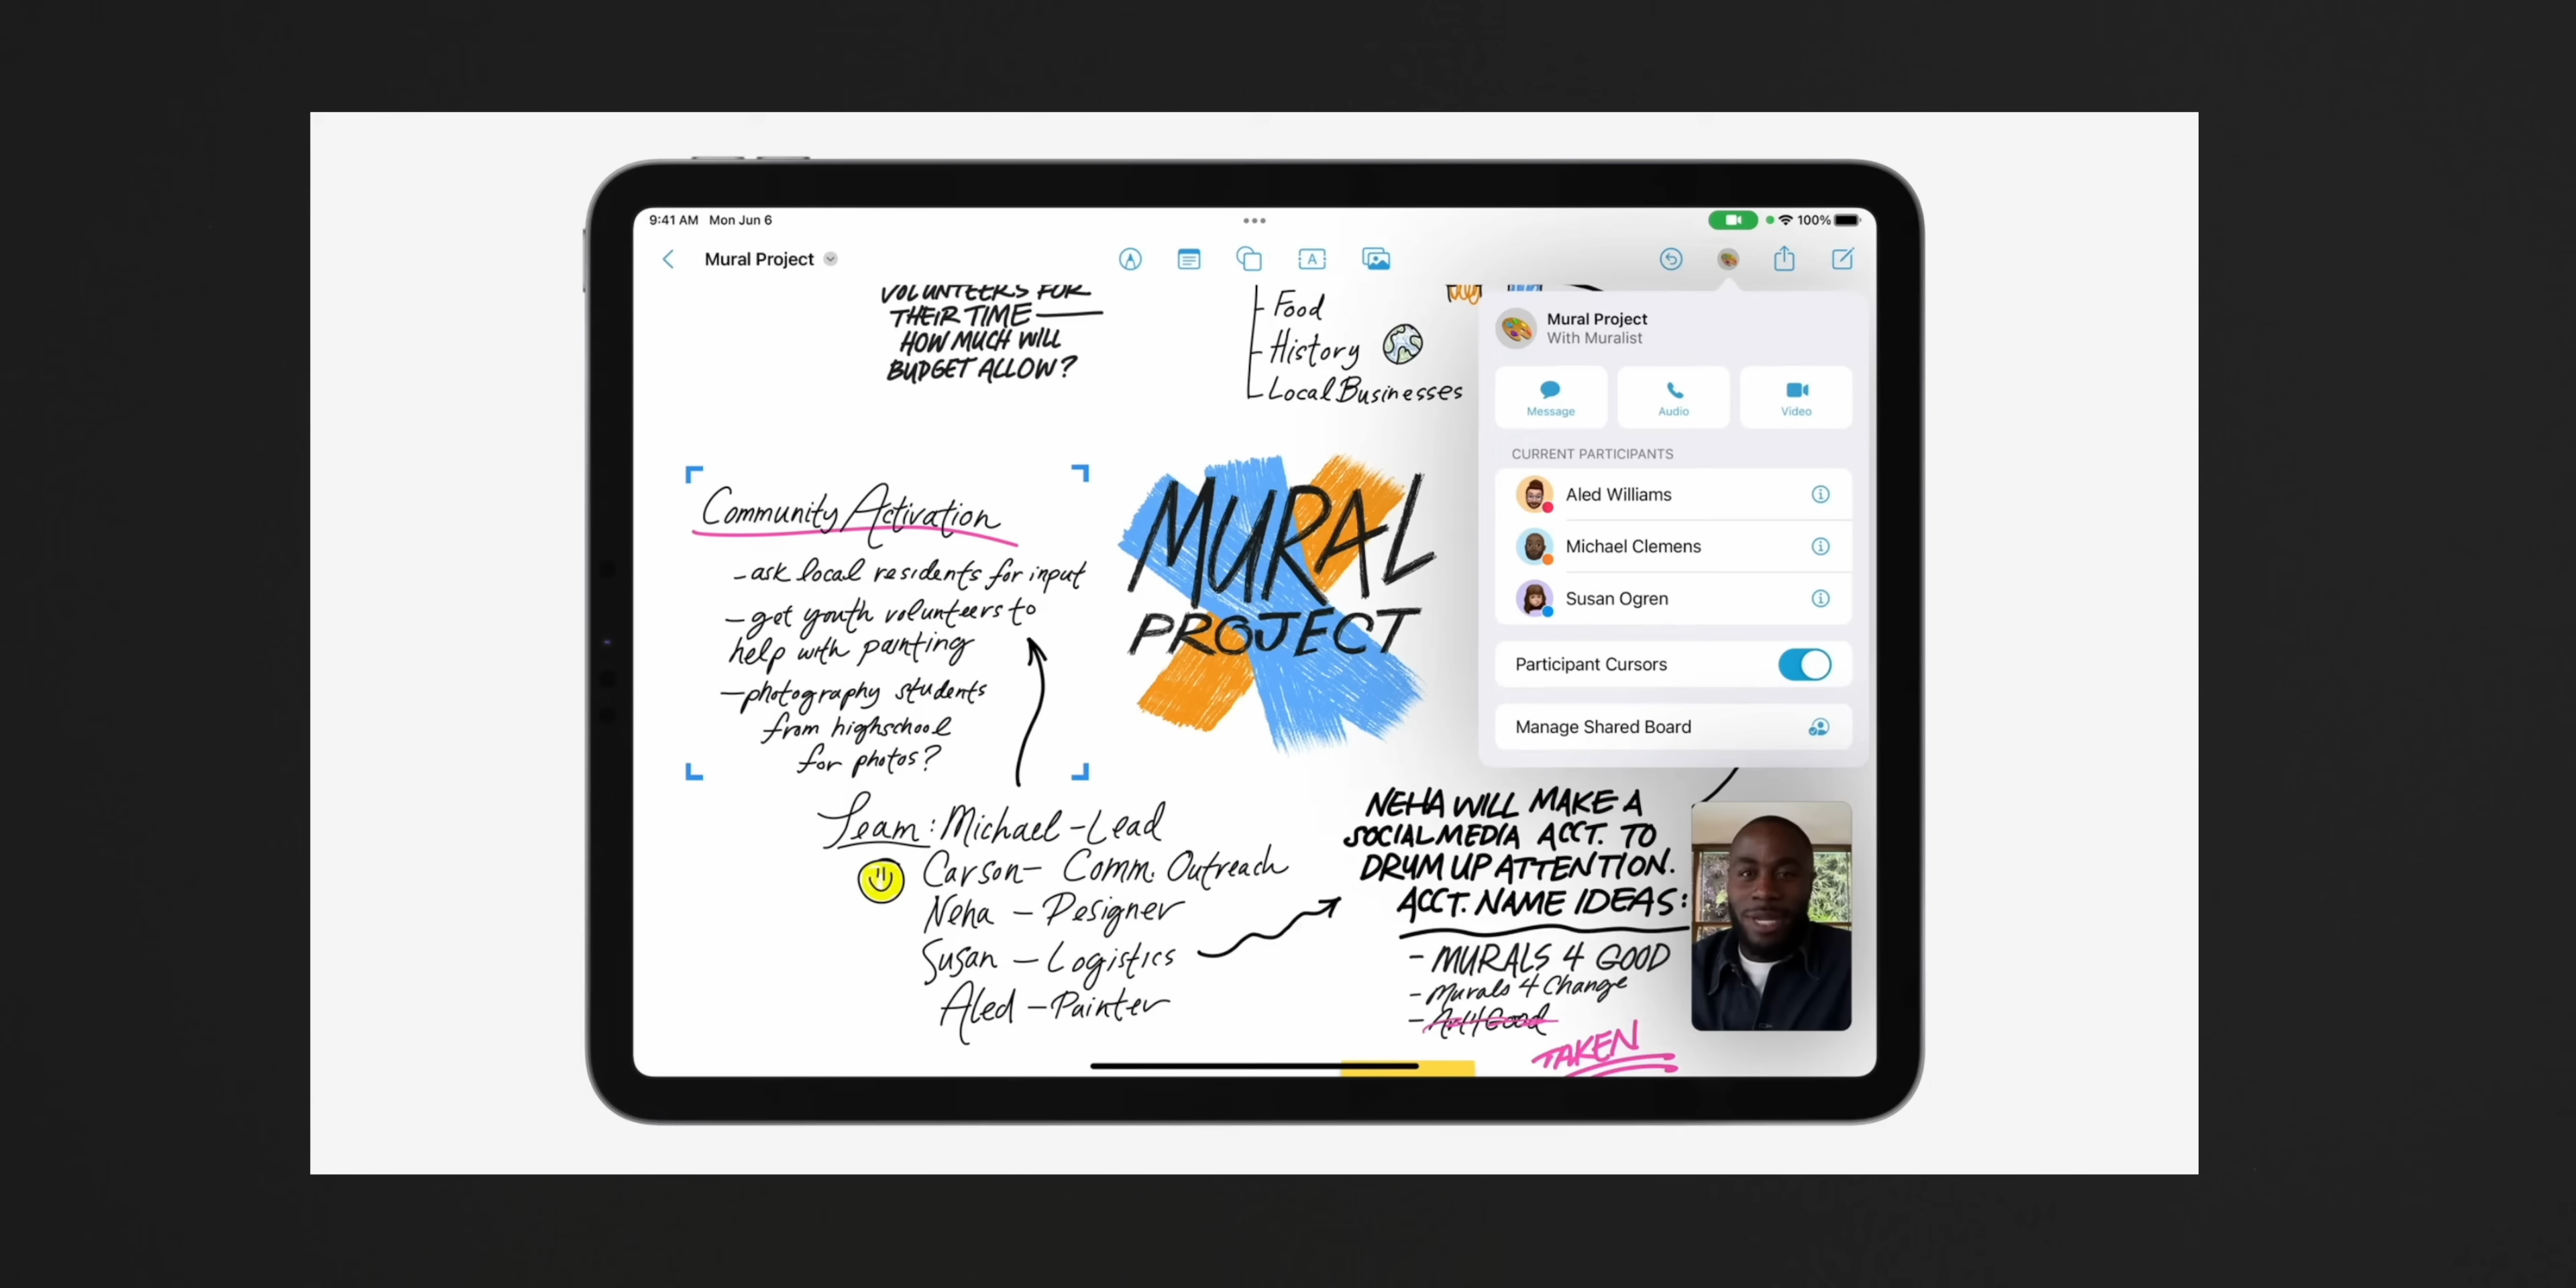 9:41 AM Mon Jun 6
100%
Mural Project
A
VOLUNTEERS FOR
THEIR TIME —
HOW MUCH WILL
BUDGET ALLOW?
- Food
- History
- Local Businesses
Community Activation
- ask local residents for input
- get youth volunteers to
help with painting
- photography students
from highschool
for photos?
MURAL
PROJECT
Team: Michael - Lead
Carson - Comm. Outreach
Neha - Designer
Susan - Logistics
Aled - Painter
NEHA WILL MAKE A
SOCIAL MEDIA ACCT. TO
DRUM UP ATTENTION.
ACCT. NAME IDEAS:
- MURALS 4 GOOD
- Murals 4 Change
- Art4Good
TAKEN
Mural Project
With Muralist
Message Audio Video
CURRENT PARTICIPANTS
Aled Williams
Michael Clemens
Susan Ogren
Participant Cursors
Manage Shared Board